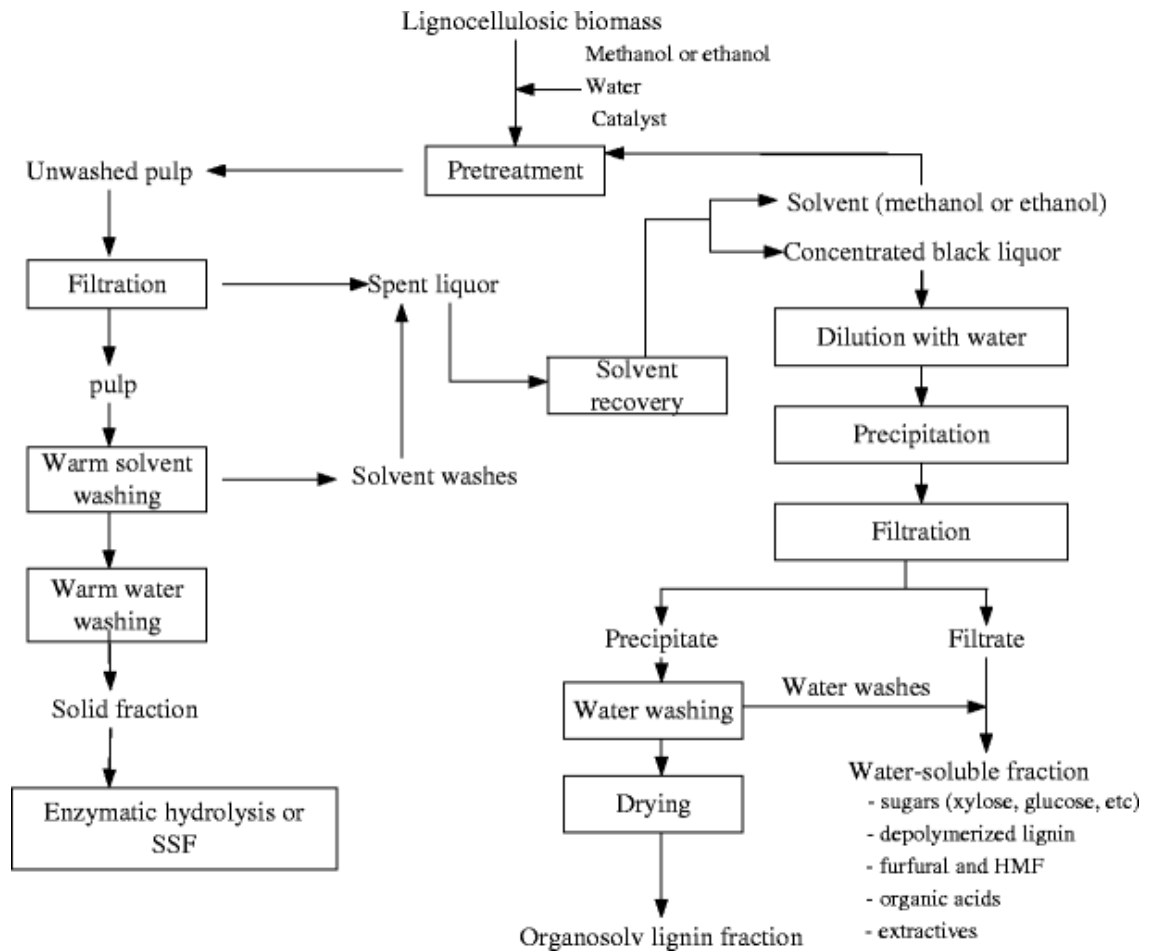 Lignocellulosic biomass
Methanol or ethanol
Water
Catalyst
Pretreatment
Unwashed pulp
Solvent (methanol or ethanol)
Concentrated black liquor
Filtration
Spent liquor
Dilution with water
pulp
Solvent
recovery
Precipitation
Warm solvent
washing
Solvent washes
Filtration
Warm water
washing
Precipitate
Filtrate
Water washes
Solid fraction
Water washing
Water-soluble fraction
- sugars (xylose, glucose, etc)
- depolymerized lignin
- furfural and HMF
- organic acids
- extractives
Drying
Enzymatic hydrolysis or
SSF
Organosolv lignin fraction